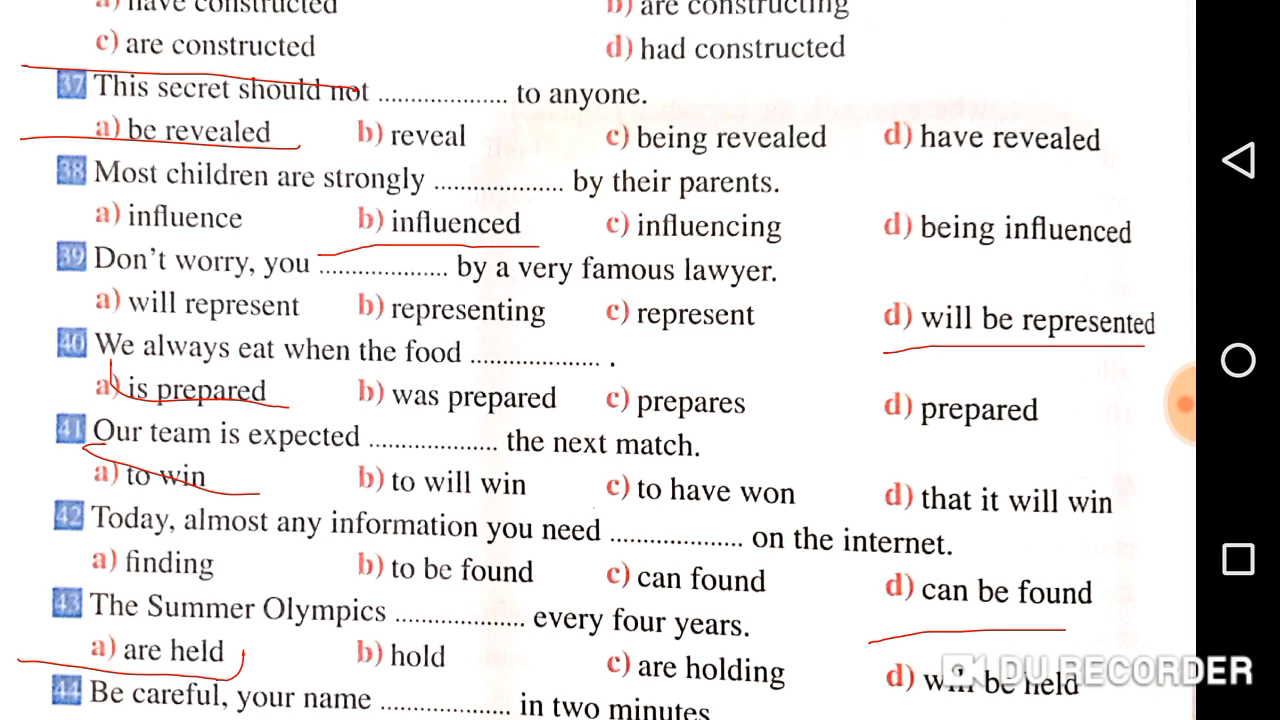 a) have constructed b) are constructing
c) are constructed d) had constructed
37 This secret should not .................... to anyone.
a) be revealed b) reveal c) being revealed d) have revealed
38 Most children are strongly .................... by their parents.
a) influence b) influenced c) influencing d) being influenced
39 Don't worry, you .................... by a very famous lawyer.
a) will represent b) representing c) represent d) will be represented
40 We always eat when the food .................... .
a) is prepared b) was prepared c) prepares d) prepared
41 Our team is expected .................... the next match.
a) to win b) to will win c) to have won d) that it will win
42 Today, almost any information you need .................... on the internet.
a) finding b) to be found c) can found d) can be found
43 The Summer Olympics .................... every four years.
a) are held b) hold c) are holding d) will be held
DU RECORDER
44 Be careful, your name .................... in two minutes